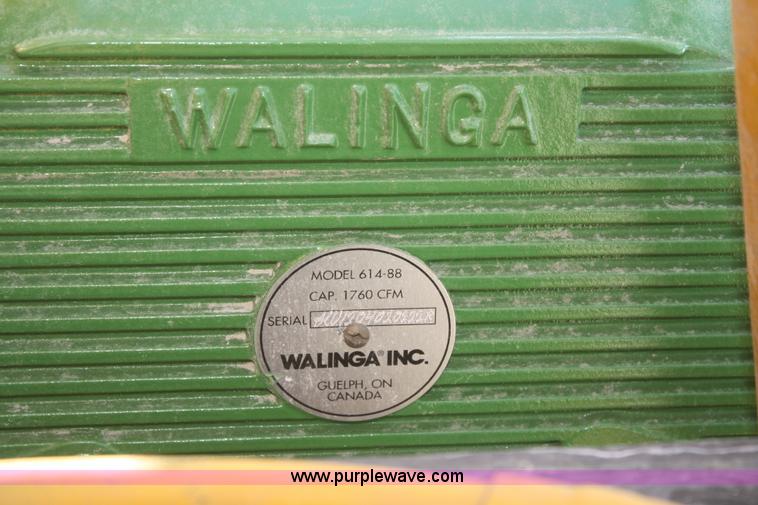 WALINGA
MODEL 614-88
CAP. 1760 CFM
SERIAL
WALINGA® INC.
GUELPH, ON
CANADA
www.purplewave.com